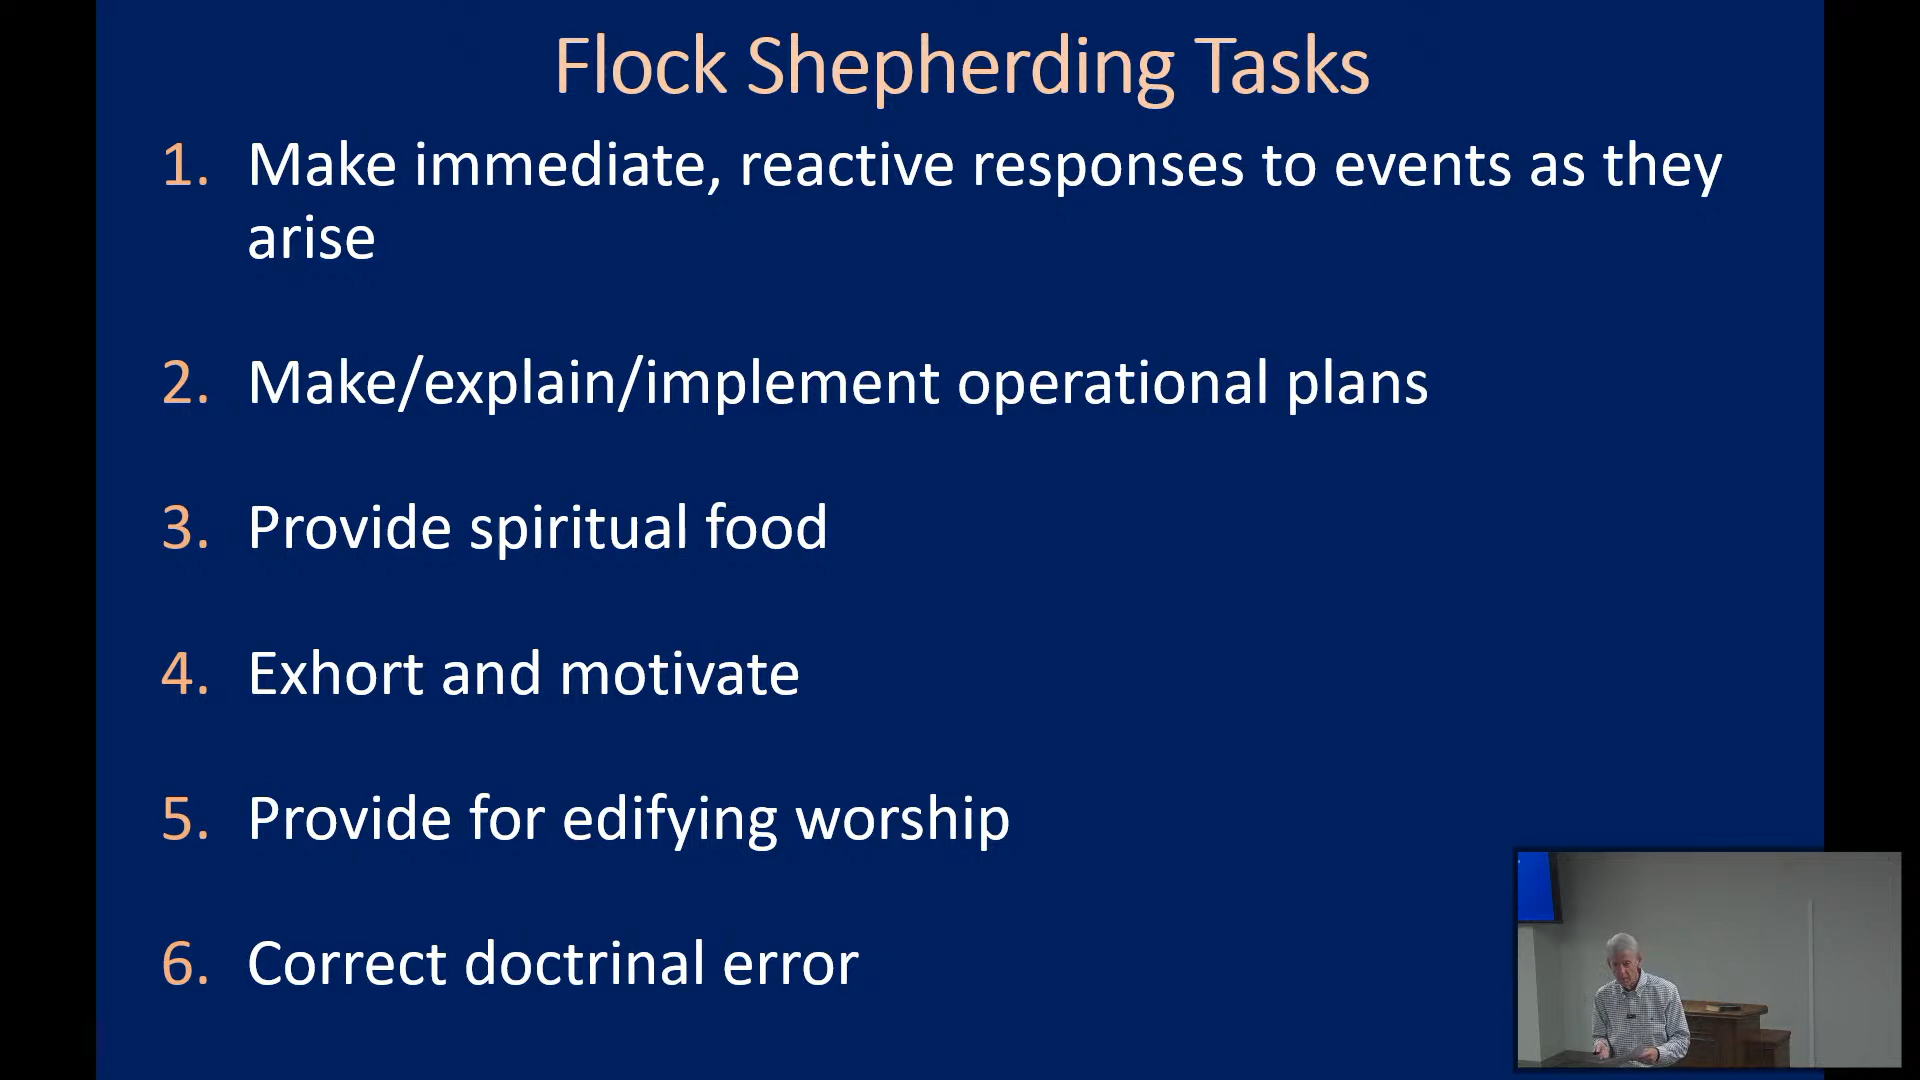 Flock Shepherding Tasks
1. Make immediate, reactive responses to events as they
arise
2. Make/explain/implement operational plans
3. Provide spiritual food
4. Exhort and motivate
5. Provide for edifying worship
6. Correct doctrinal error